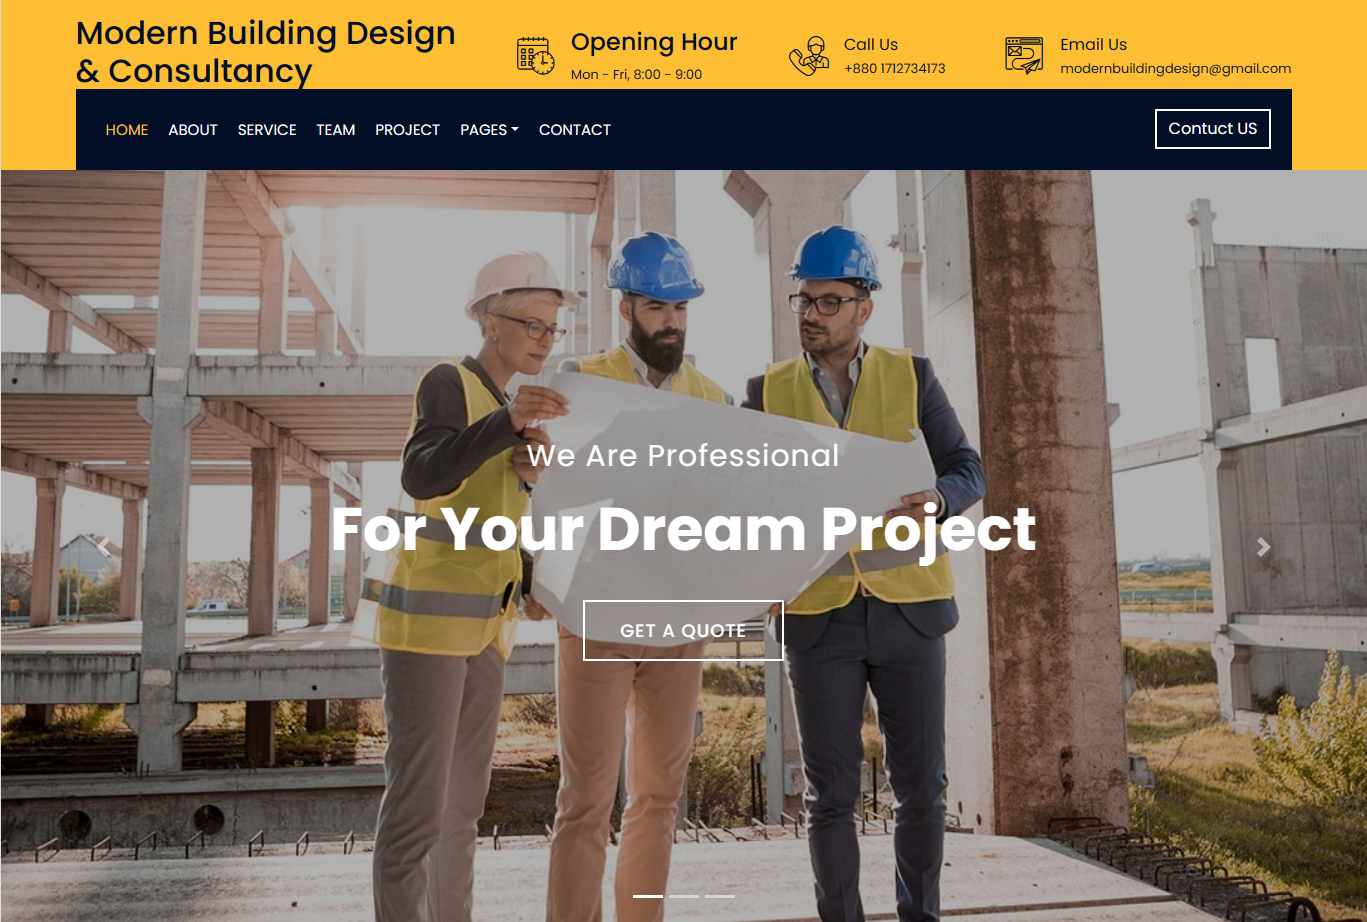 Modern Building Design
& Consultancy
Opening Hour
Mon - Fri, 8:00 - 9:00
Call Us
+880 1712734173
Email Us
modernbuildingdesign@gmail.com
HOME ABOUT SERVICE TEAM PROJECT PAGES CONTACT
Contuct US
We Are Professional
For Your Dream Project
GET A QUOTE